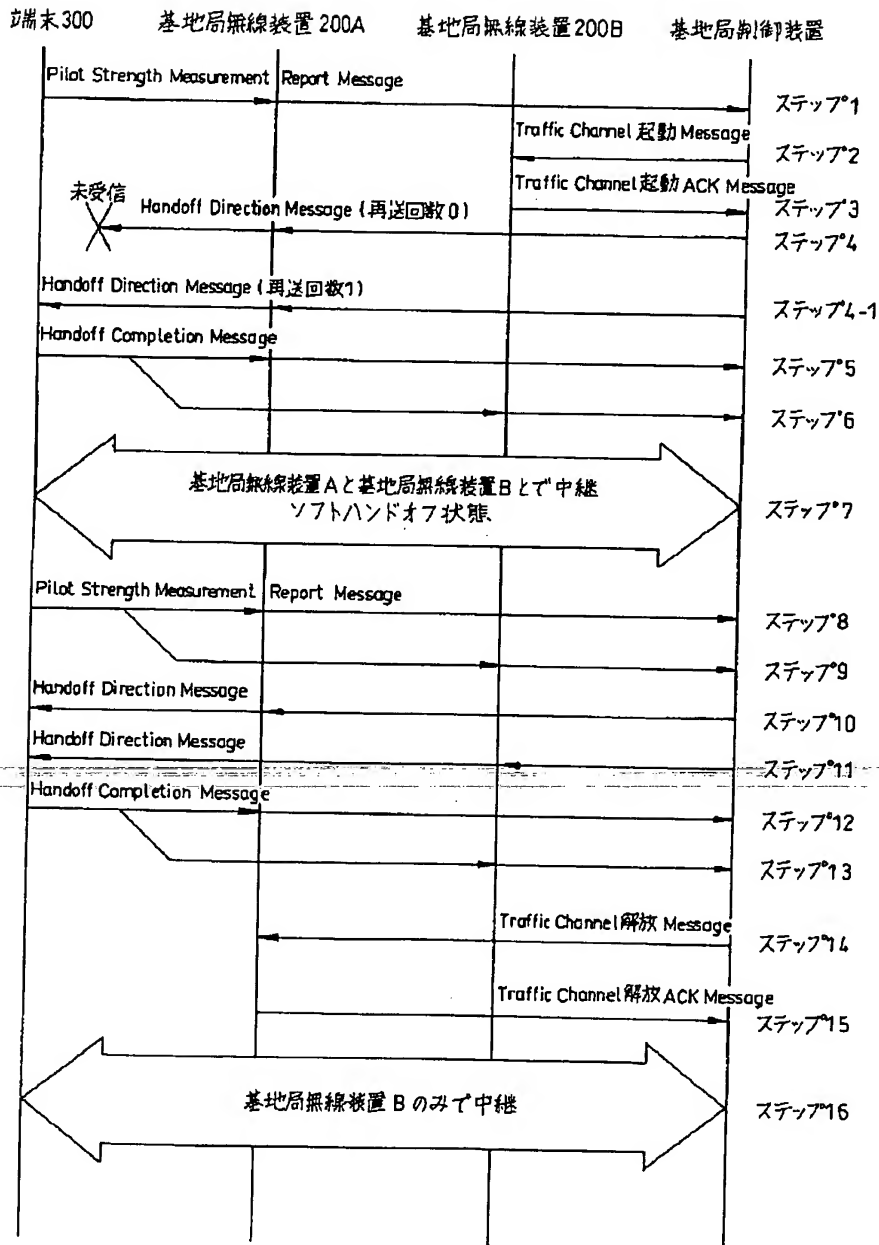 端末300 基地局無線装置200A 基地局無線装置200B 基地局制御装置
Pilot Strength Measurement Report Message
ステップ1
Traffic Channel 起動 Message
ステップ2
Traffic Channel 起動 ACK Message
ステップ3
未受信
Handoff Direction Message (再送回数0)
ステップ4
Handoff Direction Message (再送回数1)
ステップ4-1
Handoff Completion Message
ステップ5
ステップ6
基地局無線装置Aと基地局無線装置Bとで中継
ソフトハンドオフ状態
ステップ7
Pilot Strength Measurement Report Message
ステップ8
ステップ9
Handoff Direction Message
ステップ10
Handoff Direction Message
ステップ11
Handoff Completion Message
ステップ12
ステップ13
Traffic Channel 解放 Message
ステップ14
Traffic Channel 解放 ACK Message
ステップ15
基地局無線装置Bのみで中継
ステップ16